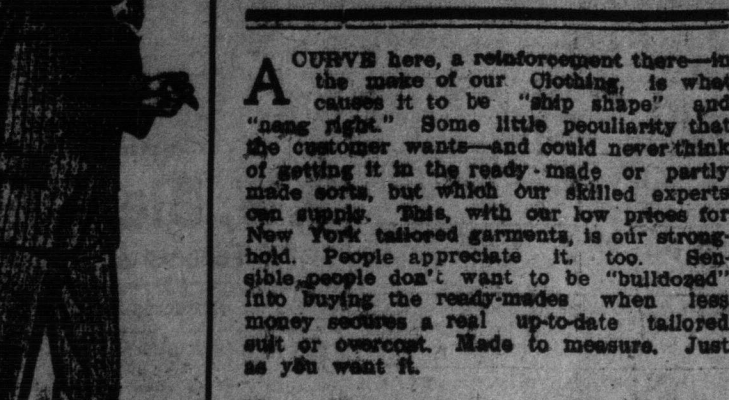 A CURVE here, a reinforcement there—in
the make of our Clothing, is what
causes it to be "ship shape" and
"hang right." Some little peculiarity that
the customer wants—and could never think
of getting it in the ready-made or partly
made sorts, but which our skilled experts
can supply. This, with our low prices for
New York tailored garments, is our strong-
hold. People appreciate it, too. Sen-
sible people don't want to be "bulldozed"
into buying the ready-mades when less
money secures a real up-to-date tailored
suit or overcoat. Made to measure. Just
as you want it.